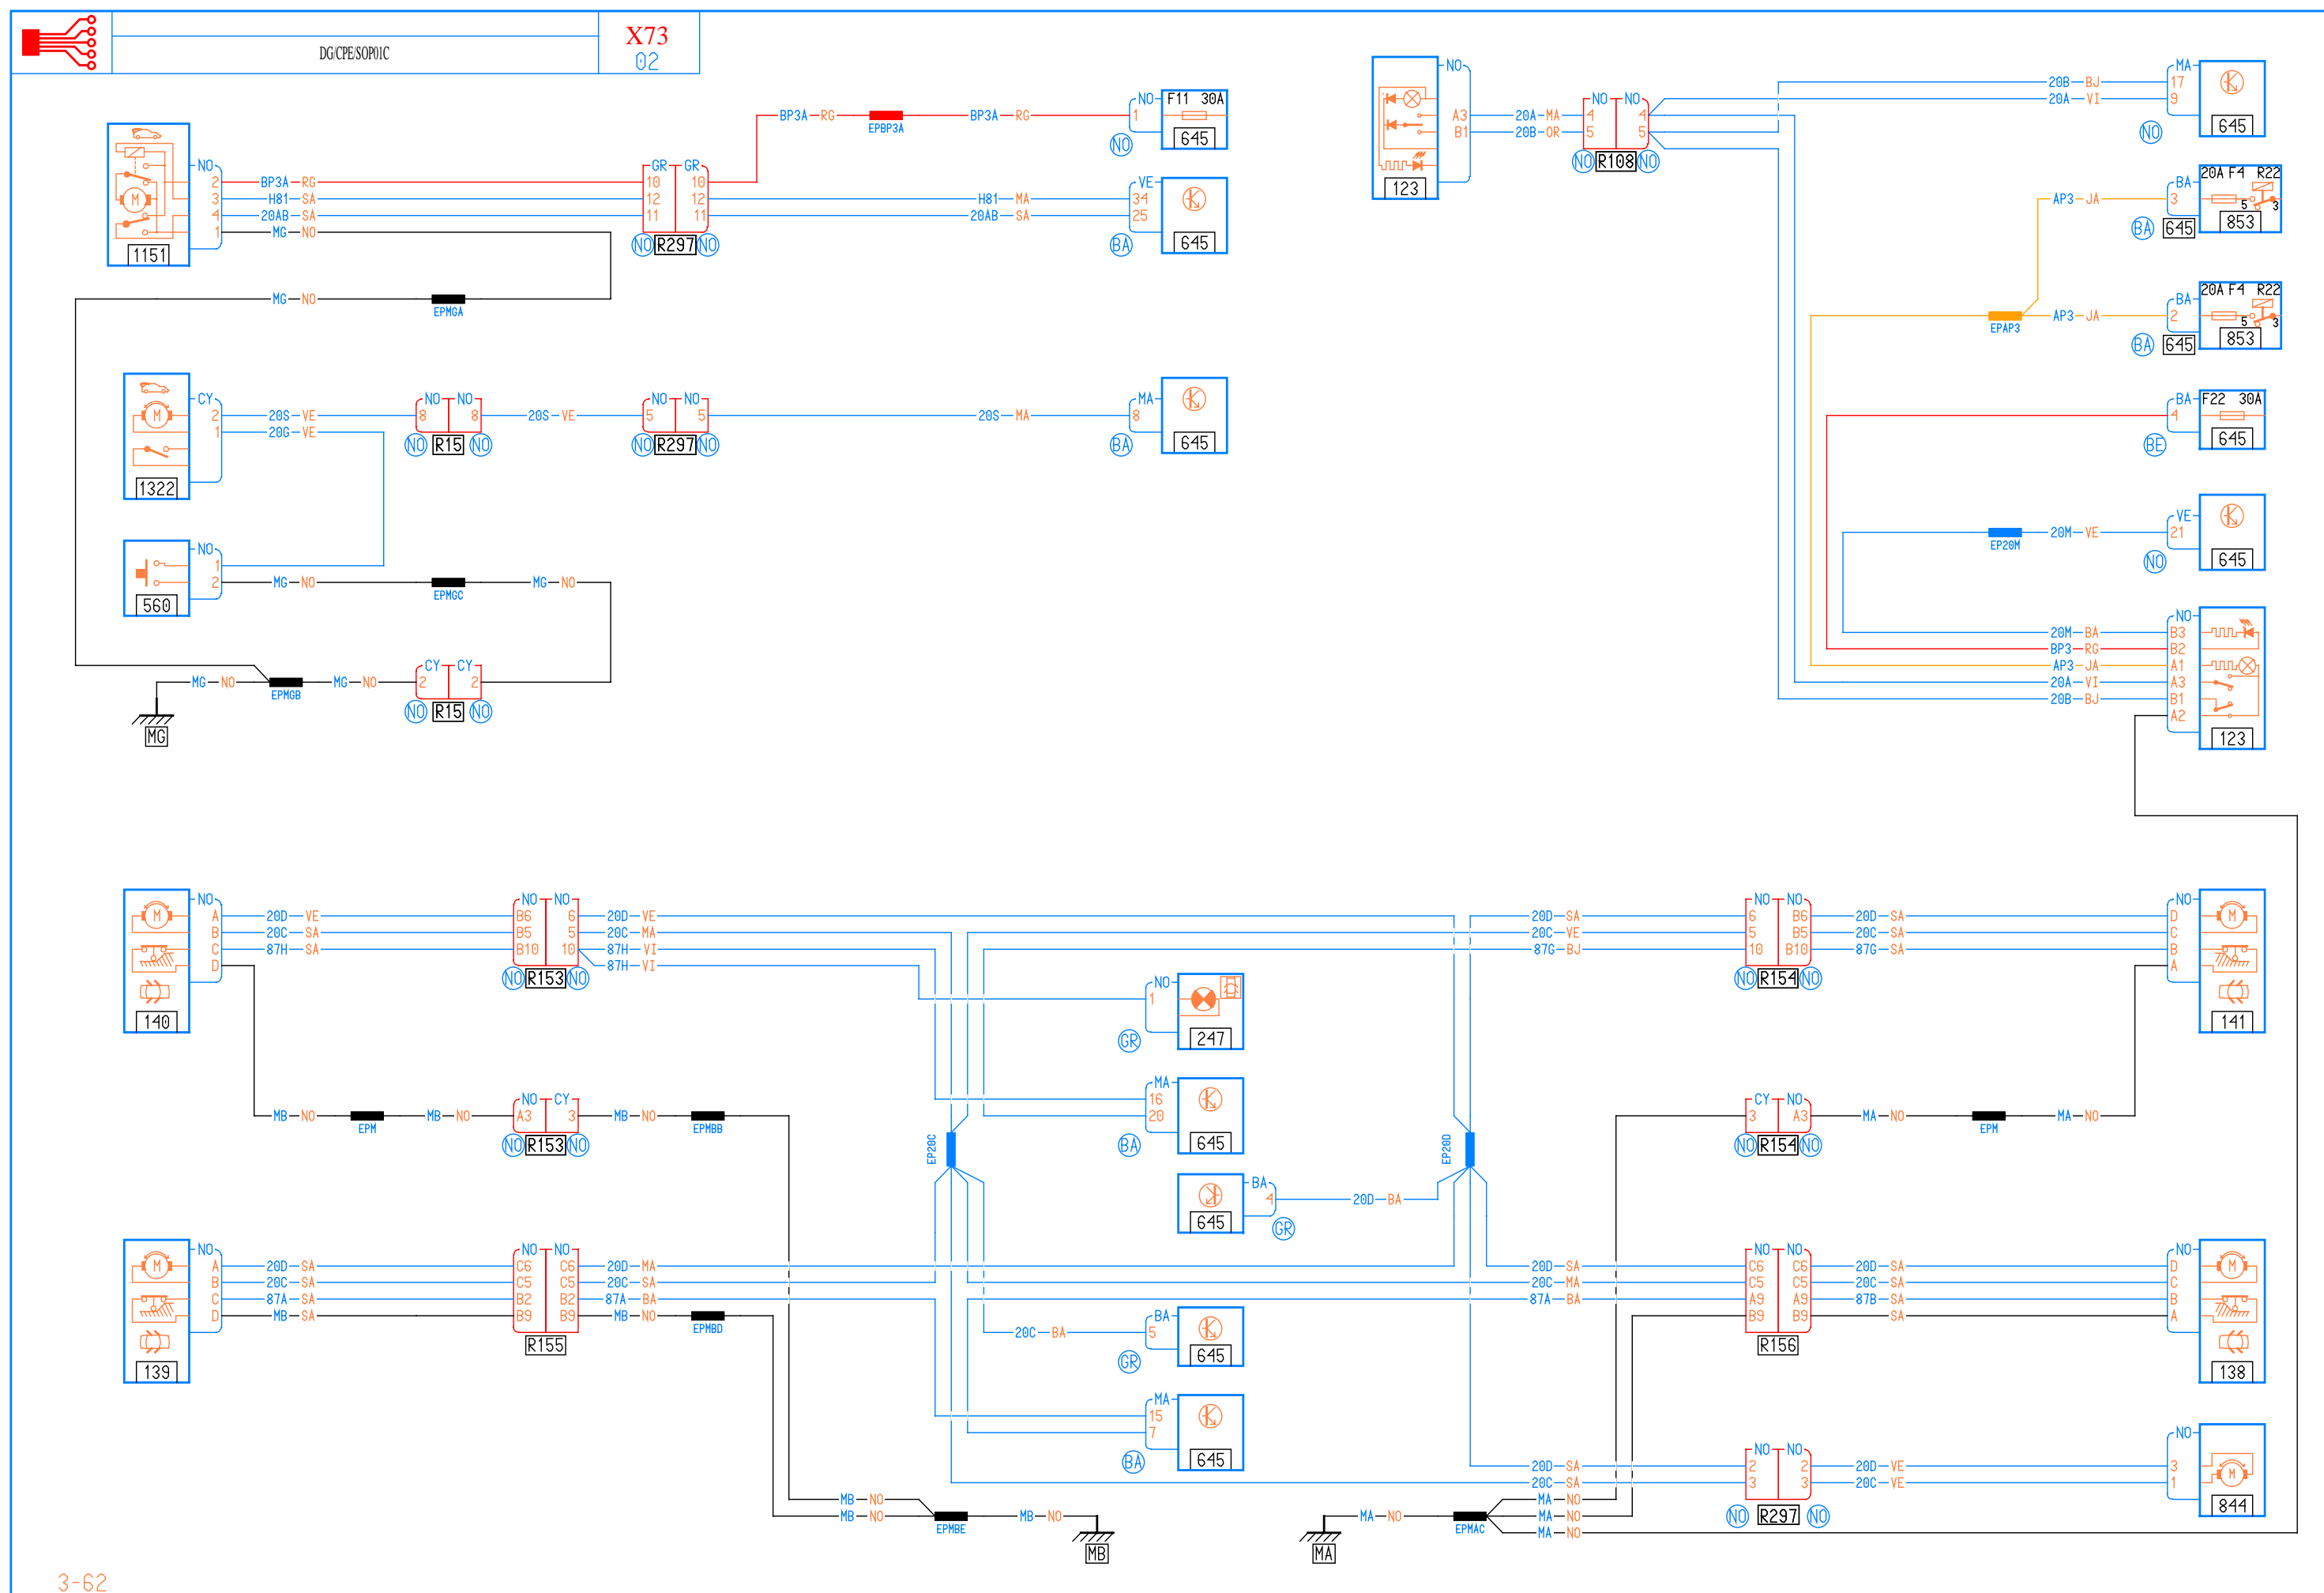 DG/CPE/SOP01C
X73
02
NO
2 BP3A RG
3 H81 SA
4 20AB SA
1 MG NO
1151
GR GR
10 10
12 12
11 11
NO R297 NO
BP3A RG EPBP3A BP3A RG
NO
1
F11 30A
645
NO
H81 MA
20AB SA
VE
34
25
645
BA
MG NO
EPMGA
CY
2 20S VE
1 20G VE
1322
NO NO
8 8
NO R15 NO
20S VE
NO NO
5 5
NO R297 NO
20S MA
MA
8
645
BA
NO
1
2 MG NO
560
EPMGC
MG NO
MG NO
EPMGB
MG NO
CY CY
2 2
NO R15 NO
MG
NO
A3 20A MA
B1 20B OR
123
NO NO
4 4
5 5
NO R108 NO
20B BJ
20A VI
MA
17
9
645
NO
AP3 JA
BA
3
20A F4 R22
5 3
BA 645 853
EPAP3
AP3 JA
BA
2
20A F4 R22
5 3
BA 645 853
BA
4
F22 30A
645
BE
EP20M
20M VE
VE
21
645
NO
NO
20M BA B3
BP3 RG B2
AP3 JA A1
20A VI A3
20B BJ B1
A2
123
NO
A 20D VE
B 20C SA
C 87H SA
D
140
NO NO
B6 6
B5 5
B10 10
NO R153 NO
20D VE
20C MA
87H VI
87H VI
NO
1
247
GR
MA
16
20
645
BA
20D SA
20C VE
87G BJ
NO NO
6 B6
5 B5
10 B10
NO R154 NO
20D SA
20C SA
87G SA
NO
D
C
B
A
141
MB NO
EPM
MB NO
NO CY
A3 3
NO R153 NO
MB NO
EPMBB
EP20C
EP20D
BA
4
645
GR
20D BA
CY NO
3 A3
NO R154 NO
MA NO
EPM
MA NO
NO
A 20D SA
B 20C SA
C 87A SA
D MB SA
139
NO NO
C6 C6
C5 C5
B2 B2
B9 B9
R155
20D MA
20C SA
87A BA
MB NO
EPMBD
20C BA
BA
5
645
GR
MA
15
7
645
BA
20D SA
20C MA
87A BA
NO NO
C6 C6
C5 C5
A9 A9
B9 B9
R156
20D SA
20C SA
87B SA
SA
NO
D
C
B
A
138
20D SA
20C SA
NO NO
2 2
3 3
NO R297 NO
20D VE
20C VE
NO
3
1
844
MB NO
MB NO
EPMBE
MB NO
MB
MA
MA NO
EPMAC
MA NO
MA NO
MA NO
3-62